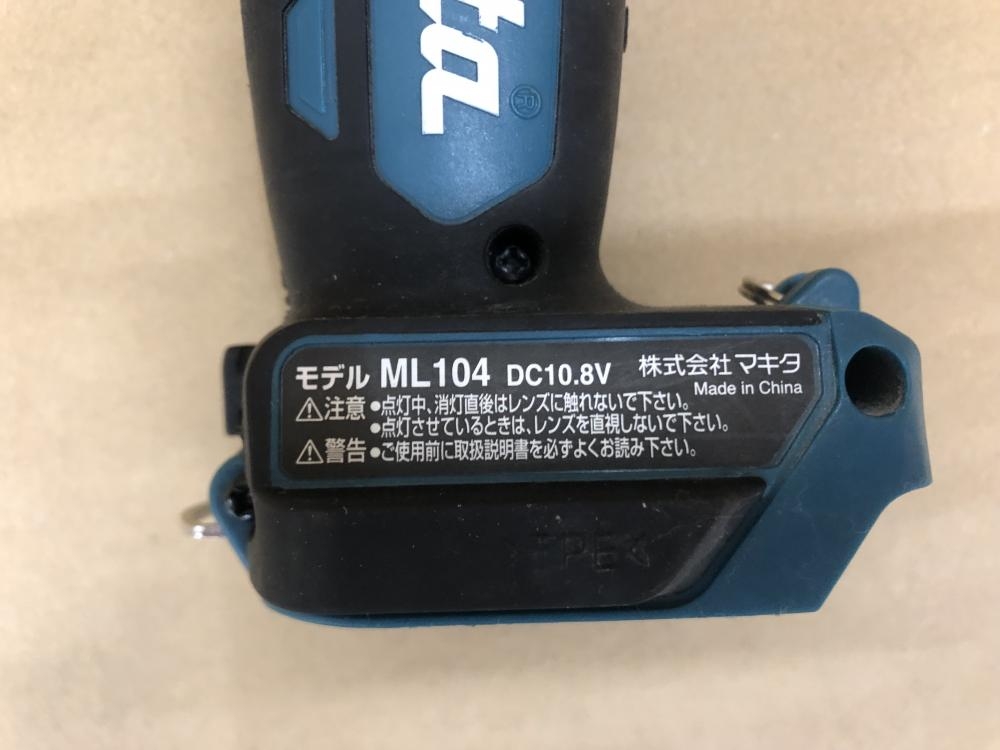 ta®
モデル ML104 DC10.8V 株式会社 マキタ
Made in China
⚠注意 •点灯中、消灯直後はレンズに触れないで下さい。
•点灯させているときは、レンズを直視しないで下さい。
⚠警告 •ご使用前に取扱説明書を必ずよくお読み下さい。
>TPE<